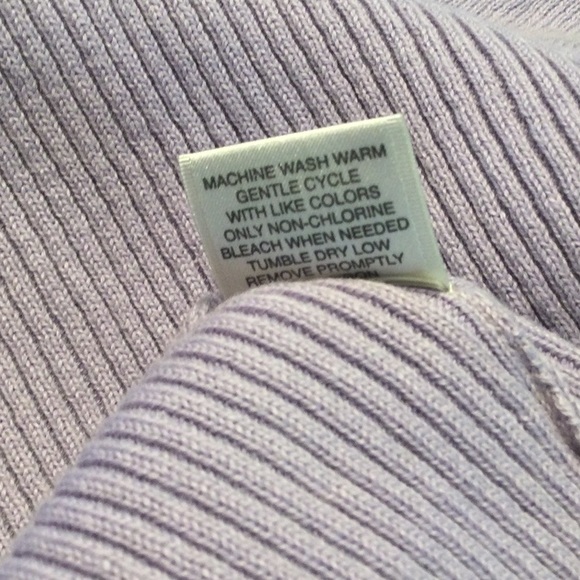 MACHINE WASH WARM
GENTLE CYCLE
WITH LIKE COLORS
ONLY NON-CHLORINE
BLEACH WHEN NEEDED
TUMBLE DRY LOW
REMOVE PROMPTLY